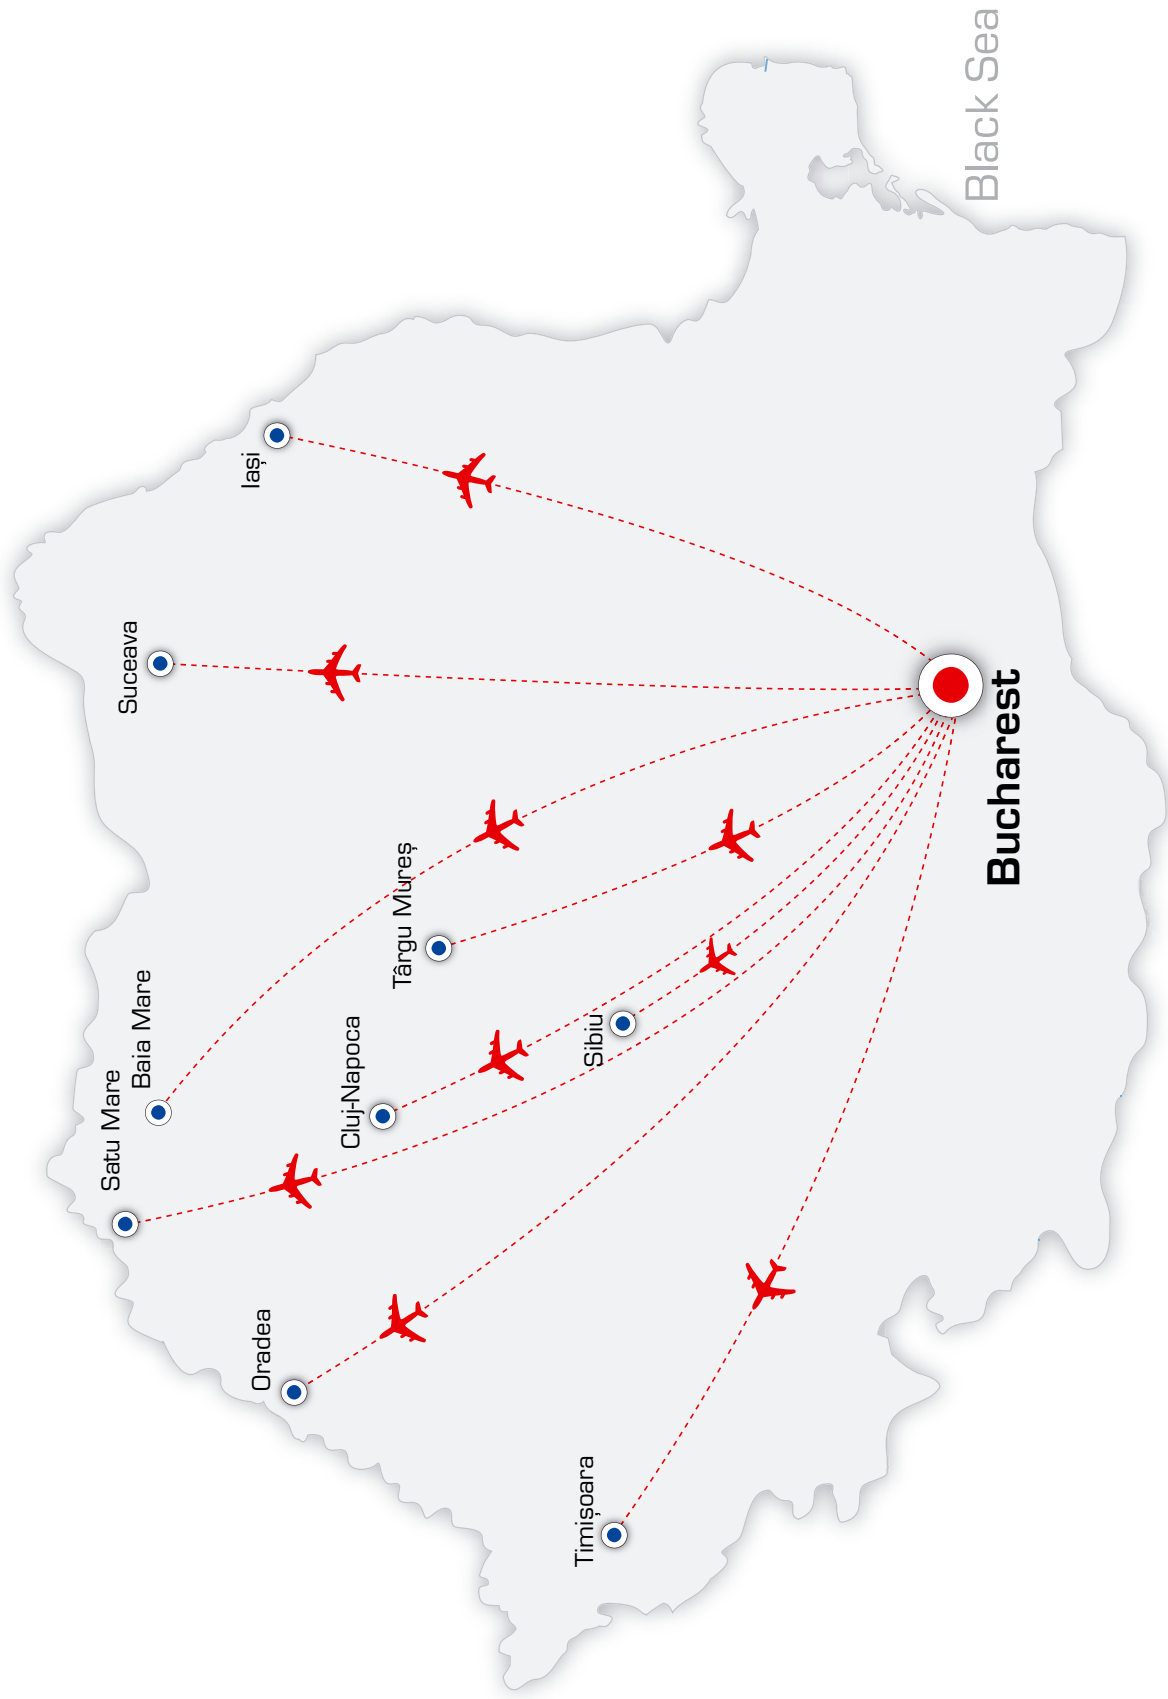 Satu Mare
Baia Mare
Suceava
Iași
Oradea
Cluj-Napoca
Târgu Mureș
Timișoara
Sibiu
Bucharest
Black Sea